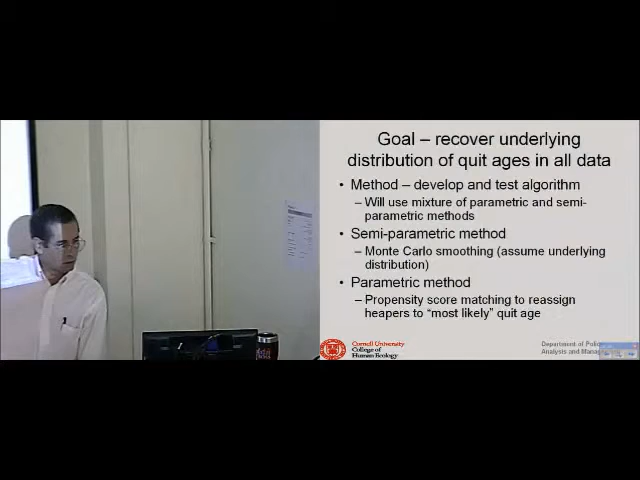 Goal – recover underlying
distribution of quit ages in all data
• Method – develop and test algorithm
– Will use mixture of parametric and semi-
parametric methods
• Semi-parametric method
– Monte Carlo smoothing (assume underlying
distribution)
• Parametric method
– Propensity score matching to reassign
heapers to “most likely” quit age
Cornell University
College of
Human Ecology
Department of
Analysis and